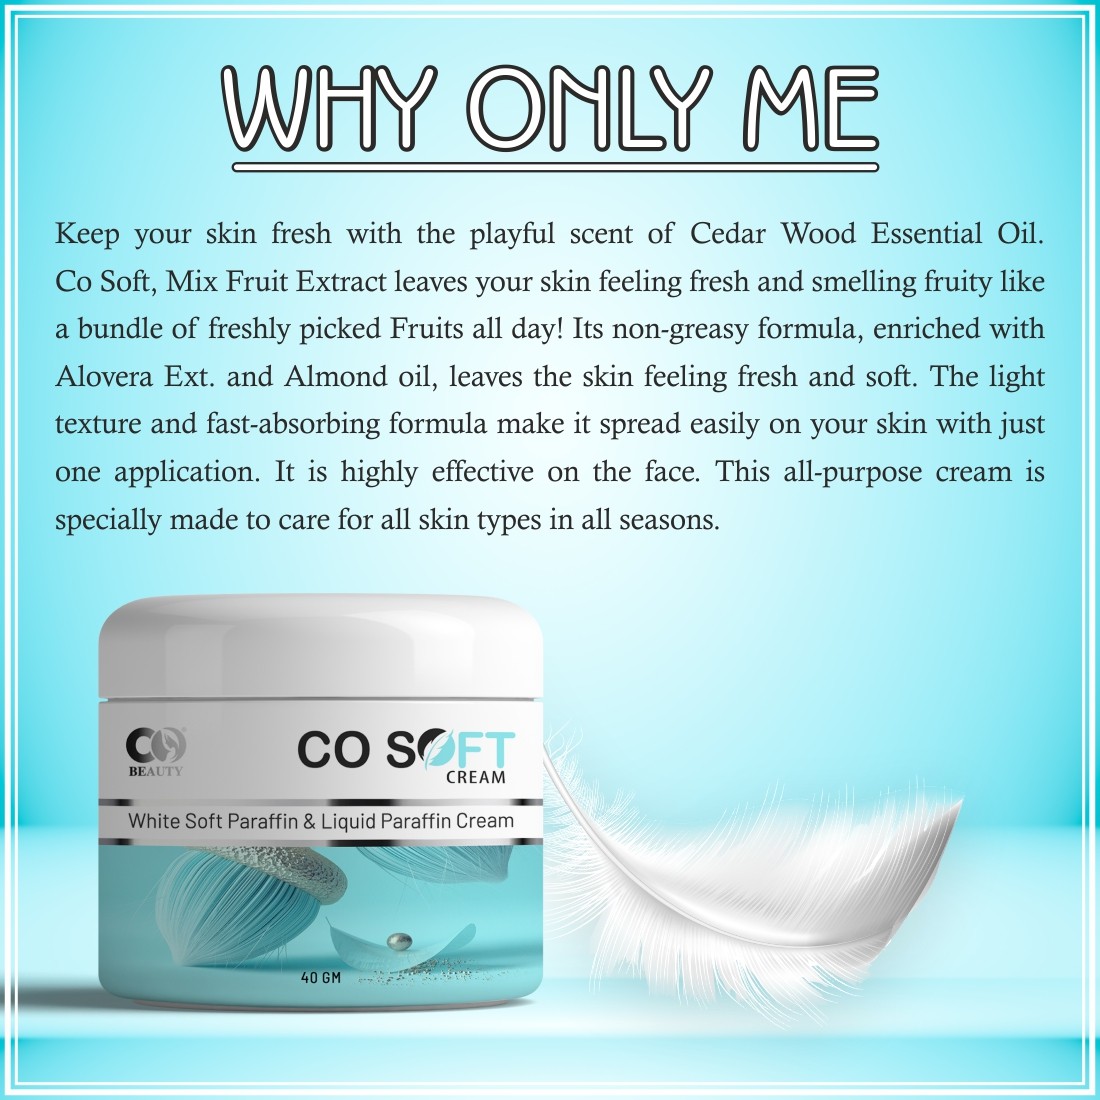 WHY ONLY ME
Keep your skin fresh with the playful scent of Cedar Wood Essential Oil.
Co Soft, Mix Fruit Extract leaves your skin feeling fresh and smelling fruity like
a bundle of freshly picked Fruits all day! Its non-greasy formula, enriched with
Alovera Ext. and Almond oil, leaves the skin feeling fresh and soft. The light
texture and fast-absorbing formula make it spread easily on your skin with just
one application. It is highly effective on the face. This all-purpose cream is
specially made to care for all skin types in all seasons.
CO
BEAUTY
CO SOFT
CREAM
White Soft Paraffin & Liquid Paraffin Cream
40 GM